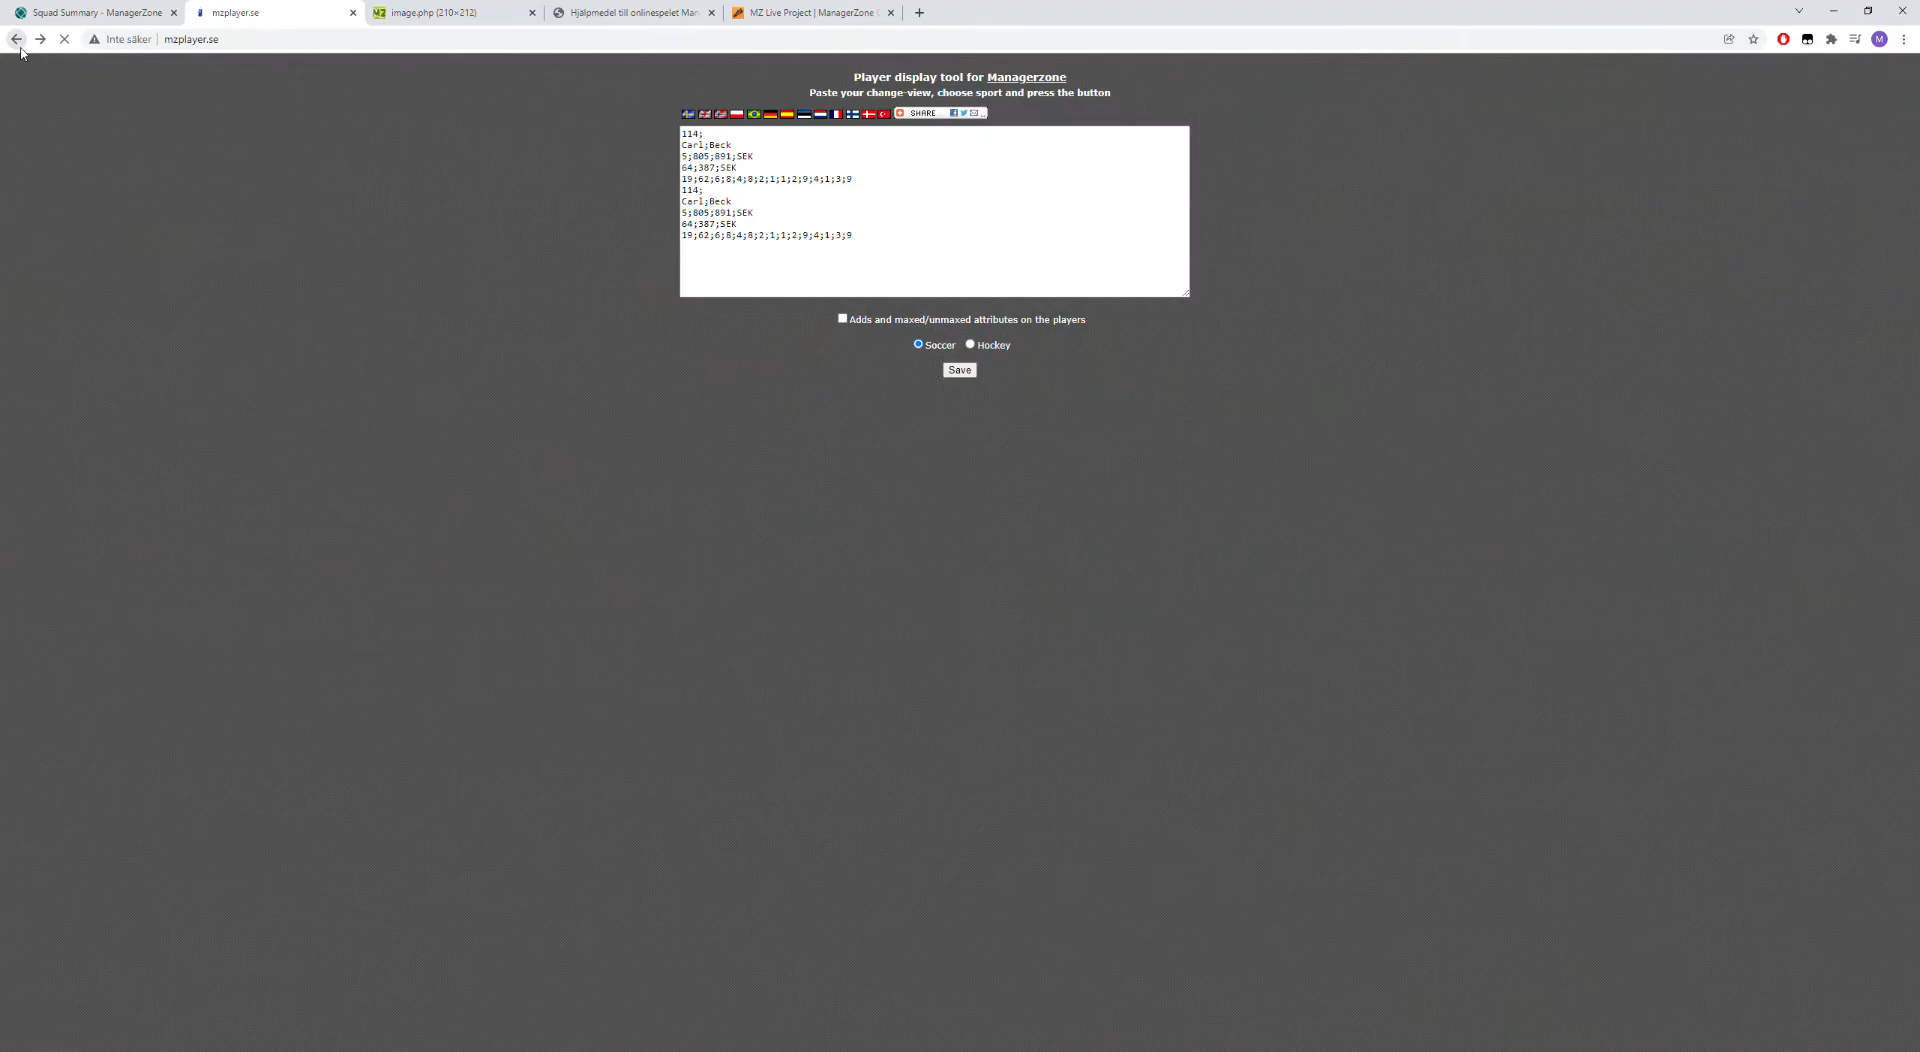 Squad Summary - ManagerZone
mzplayer.se
image.php (210×212)
Hjälpmedel till onlinespelet Man
MZ Live Project | ManagerZone
Inte säker
mzplayer.se
M
Player display tool for Managerzone
Paste your change-view, choose sport and press the button
SHARE
114;
Carl;Beck
5;805;891;SEK
64;387;SEK
19;62;6;8;4;8;2;1;1;2;9;4;1;3;9
114;
Carl;Beck
5;805;891;SEK
64;387;SEK
19;62;6;8;4;8;2;1;1;2;9;4;1;3;9
Adds and maxed/unmaxed attributes on the players
Soccer Hockey
Save